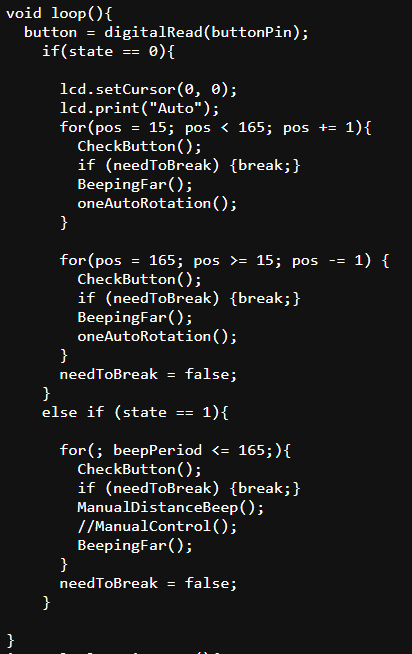 void loop(){
  button = digitalRead(buttonPin);
    if(state == 0){

      lcd.setCursor(0, 0);
      lcd.print("Auto");
      for(pos = 15; pos < 165; pos += 1){
        CheckButton();
        if (needToBreak) {break;}
        BeepingFar();
        oneAutoRotation();
      }

      for(pos = 165; pos >= 15; pos -= 1) {
        CheckButton();
        if (needToBreak) {break;}
        BeepingFar();
        oneAutoRotation();
      }
      needToBreak = false;
    }
    else if (state == 1){

      for(; beepPeriod <= 165;){
        CheckButton();
        if (needToBreak) {break;}
        ManualDistanceBeep();
        //ManualControl();
        BeepingFar();
      }
      needToBreak = false;
    }

}